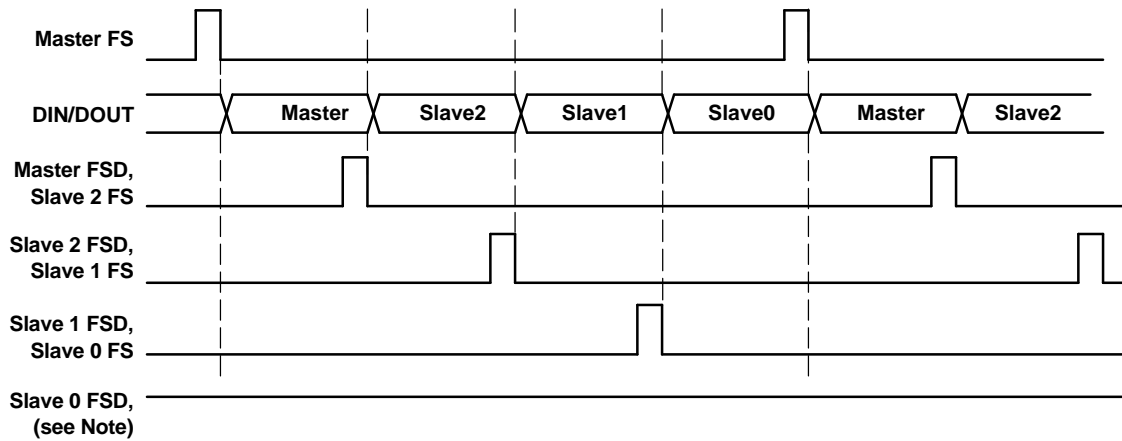 Master FS
DIN/DOUT
Master
Slave2
Slave1
Slave0
Master
Slave2
Master FSD,
Slave 2 FS
Slave 2 FSD,
Slave 1 FS
Slave 1 FSD,
Slave 0 FS
Slave 0 FSD,
(see Note)